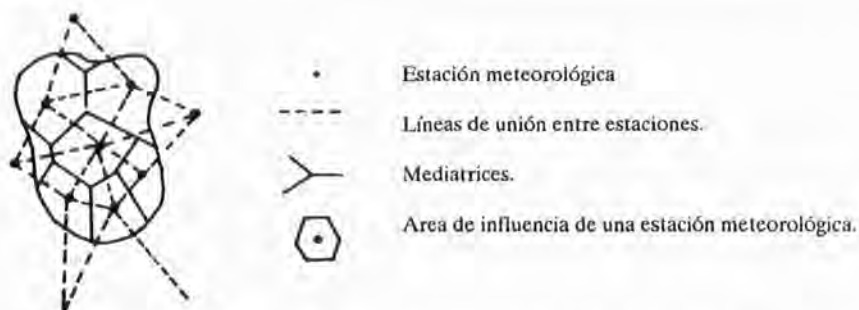 Estación meteorológica
Líneas de unión entre estaciones.
Mediatrices.
Area de influencia de una estación meteorológica.